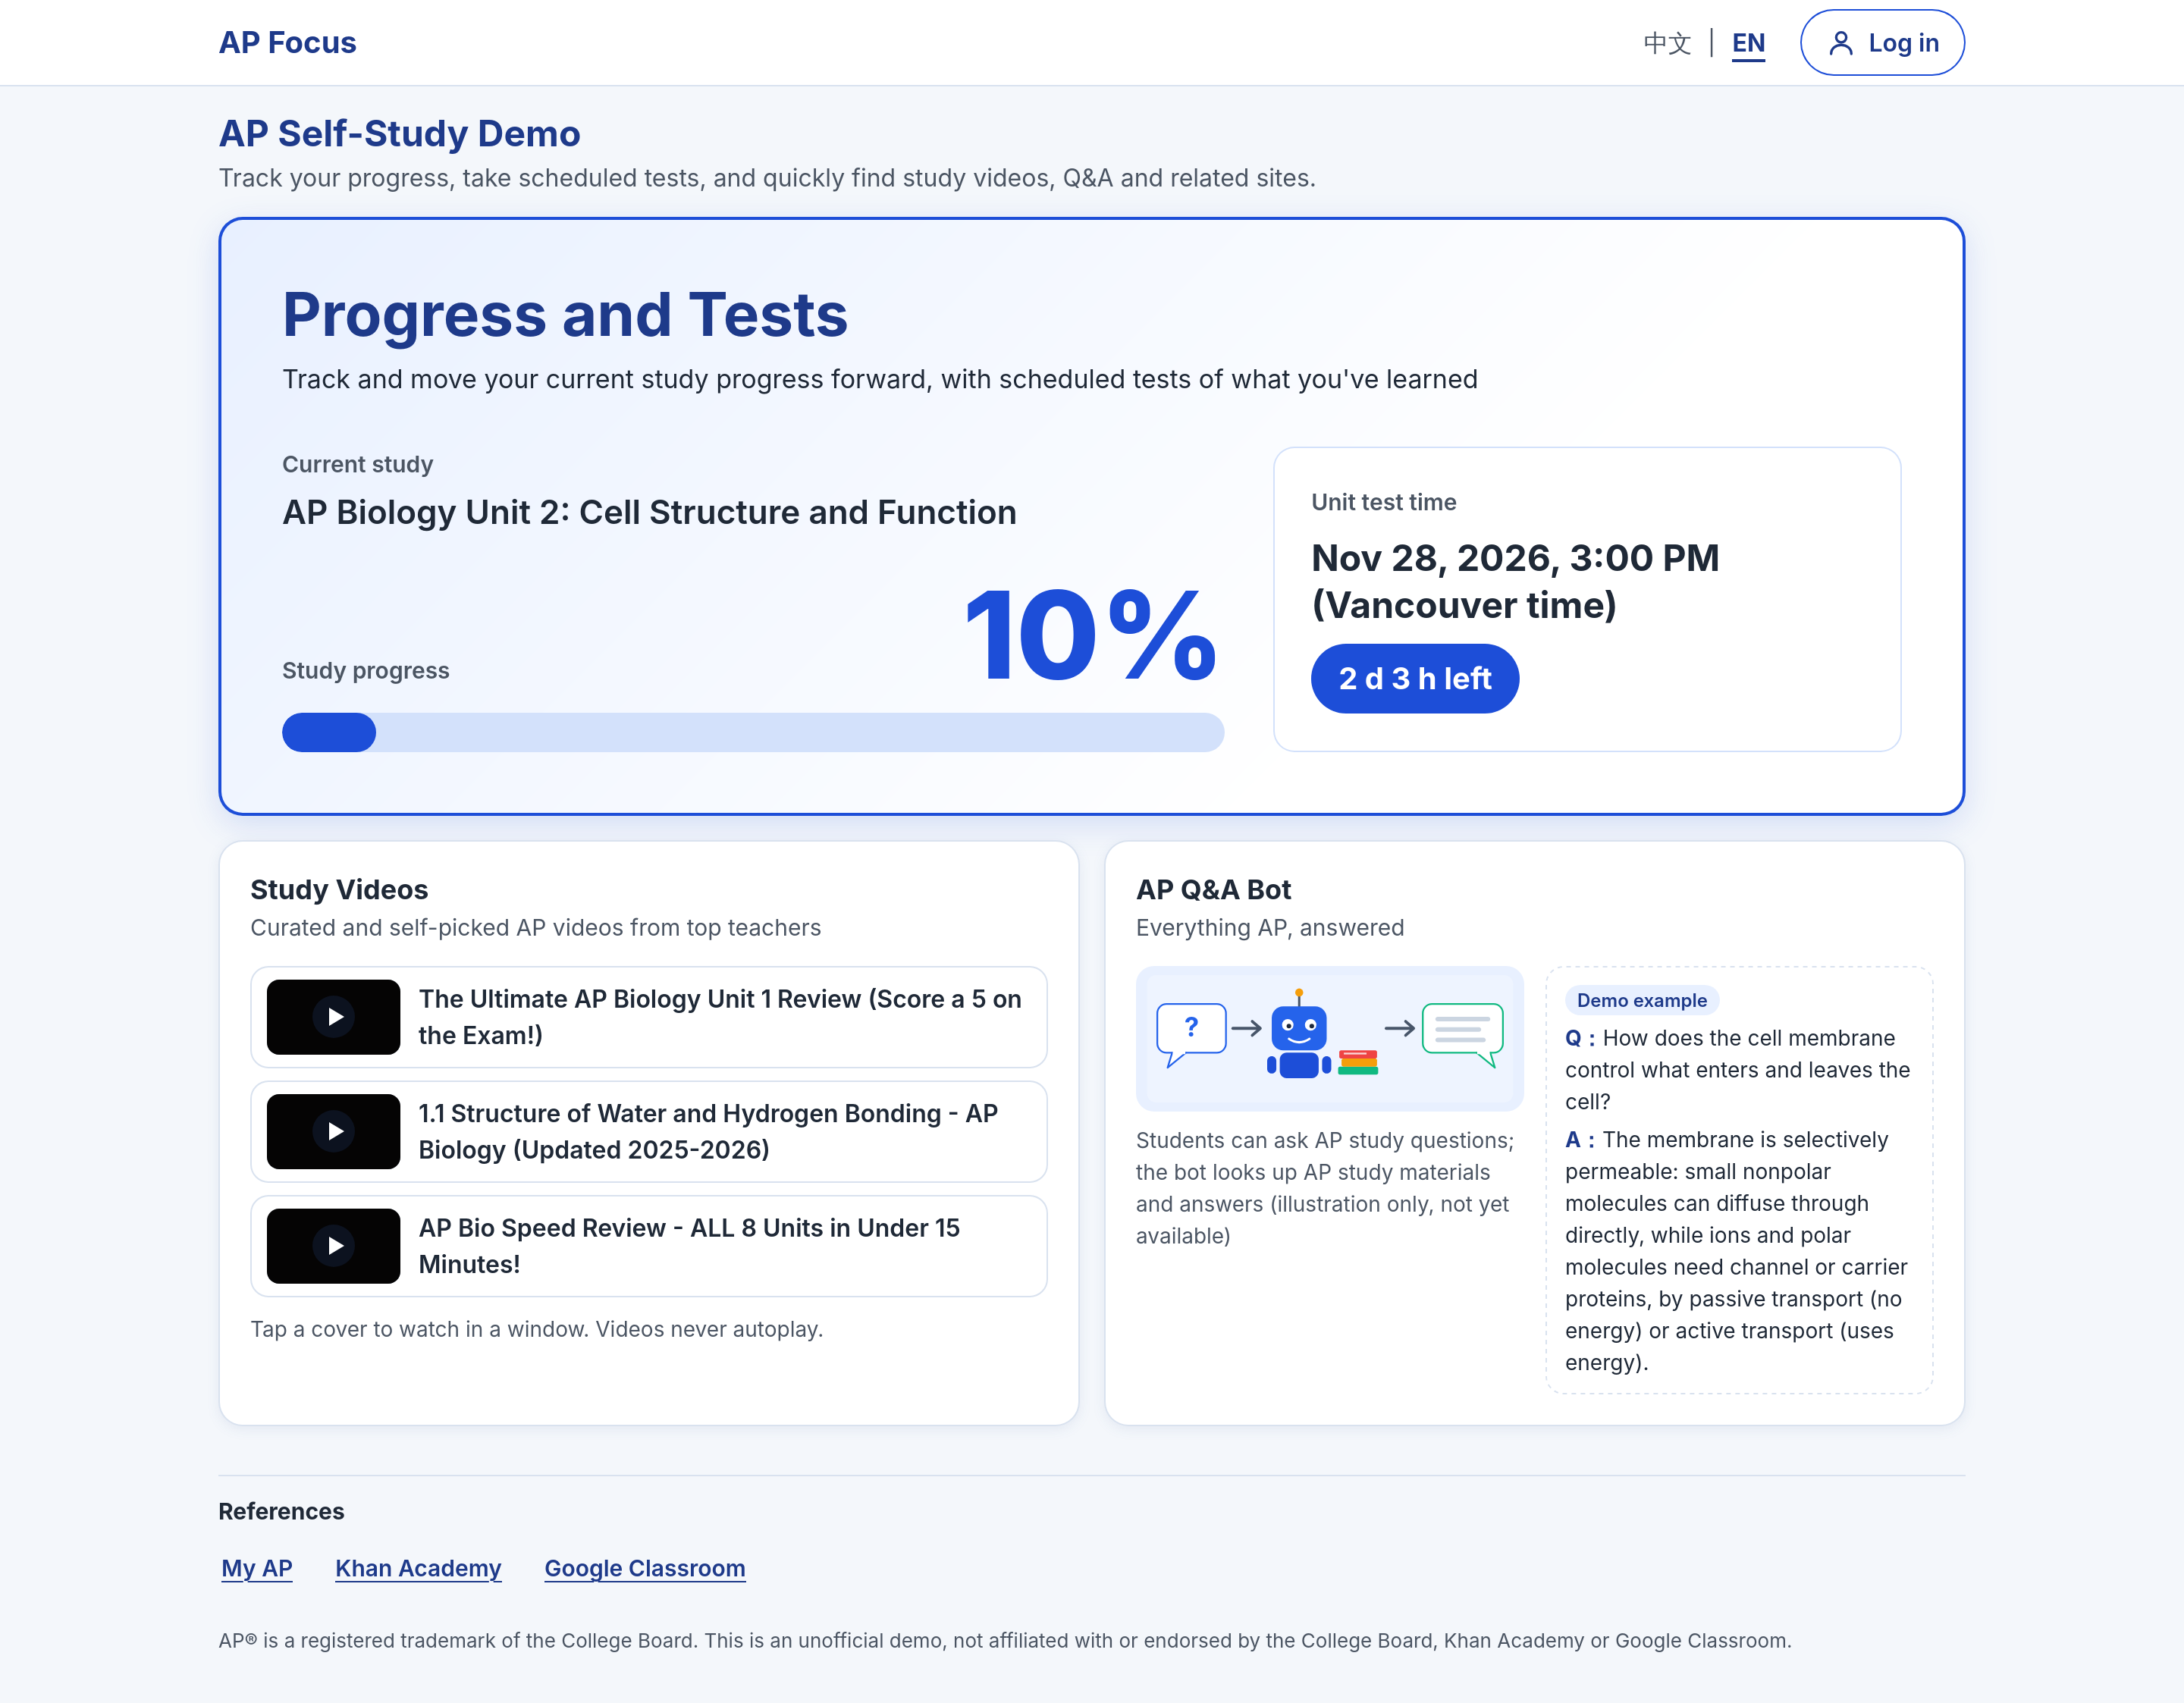 AP Focus
中文 | EN
Log in
AP Self-Study Demo
Track your progress, take scheduled tests, and quickly find study videos, Q&A and related sites.
Progress and Tests
Track and move your current study progress forward, with scheduled tests of what you've learned
Current study
AP Biology Unit 2: Cell Structure and Function
Study progress
10%
Unit test time
Nov 28, 2026, 3:00 PM
(Vancouver time)
2 d 3 h left
Study Videos
Curated and self-picked AP videos from top teachers
The Ultimate AP Biology Unit 1 Review (Score a 5 on
the Exam!)
1.1 Structure of Water and Hydrogen Bonding - AP
Biology (Updated 2025-2026)
AP Bio Speed Review - ALL 8 Units in Under 15
Minutes!
Tap a cover to watch in a window. Videos never autoplay.
AP Q&A Bot
Everything AP, answered
?
Students can ask AP study questions;
the bot looks up AP study materials
and answers (illustration only, not yet
available)
Demo example
Q：How does the cell membrane
control what enters and leaves the
cell?
A：The membrane is selectively
permeable: small nonpolar
molecules can diffuse through
directly, while ions and polar
molecules need channel or carrier
proteins, by passive transport (no
energy) or active transport (uses
energy).
References
My AP
Khan Academy
Google Classroom
AP® is a registered trademark of the College Board. This is an unofficial demo, not affiliated with or endorsed by the College Board, Khan Academy or Google Classroom.